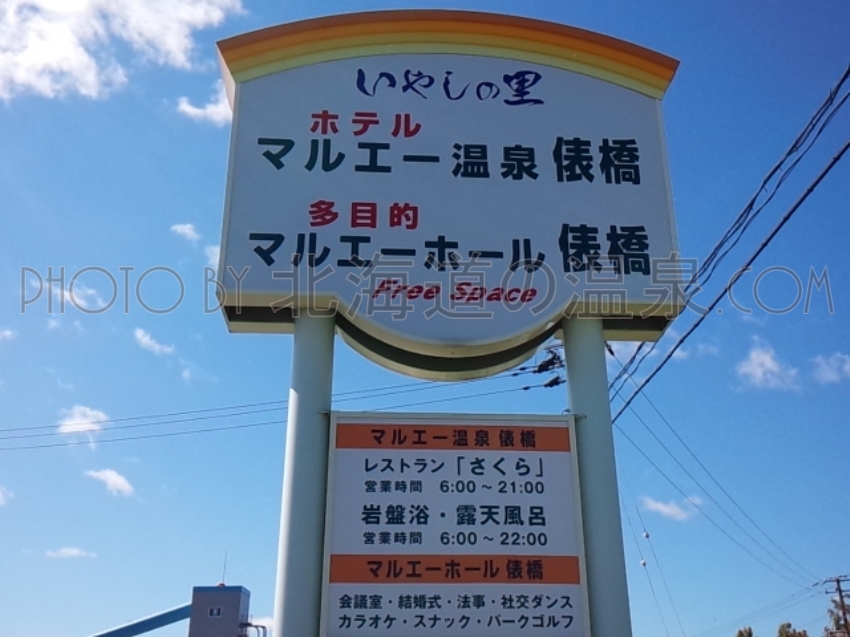 いやしの里
ホテル
マルエー温泉 俵橋
多目的
マルエーホール 俵橋
Free Space
PHOTO BY 北海道の温泉.COM
マルエー温泉 俵橋
レストラン「さくら」
営業時間 6:00～21:00
岩盤浴・露天風呂
営業時間 6:00～22:00
マルエーホール 俵橋
会議室・結婚式・法事・社交ダンス
カラオケ・スナック・パークゴルフ